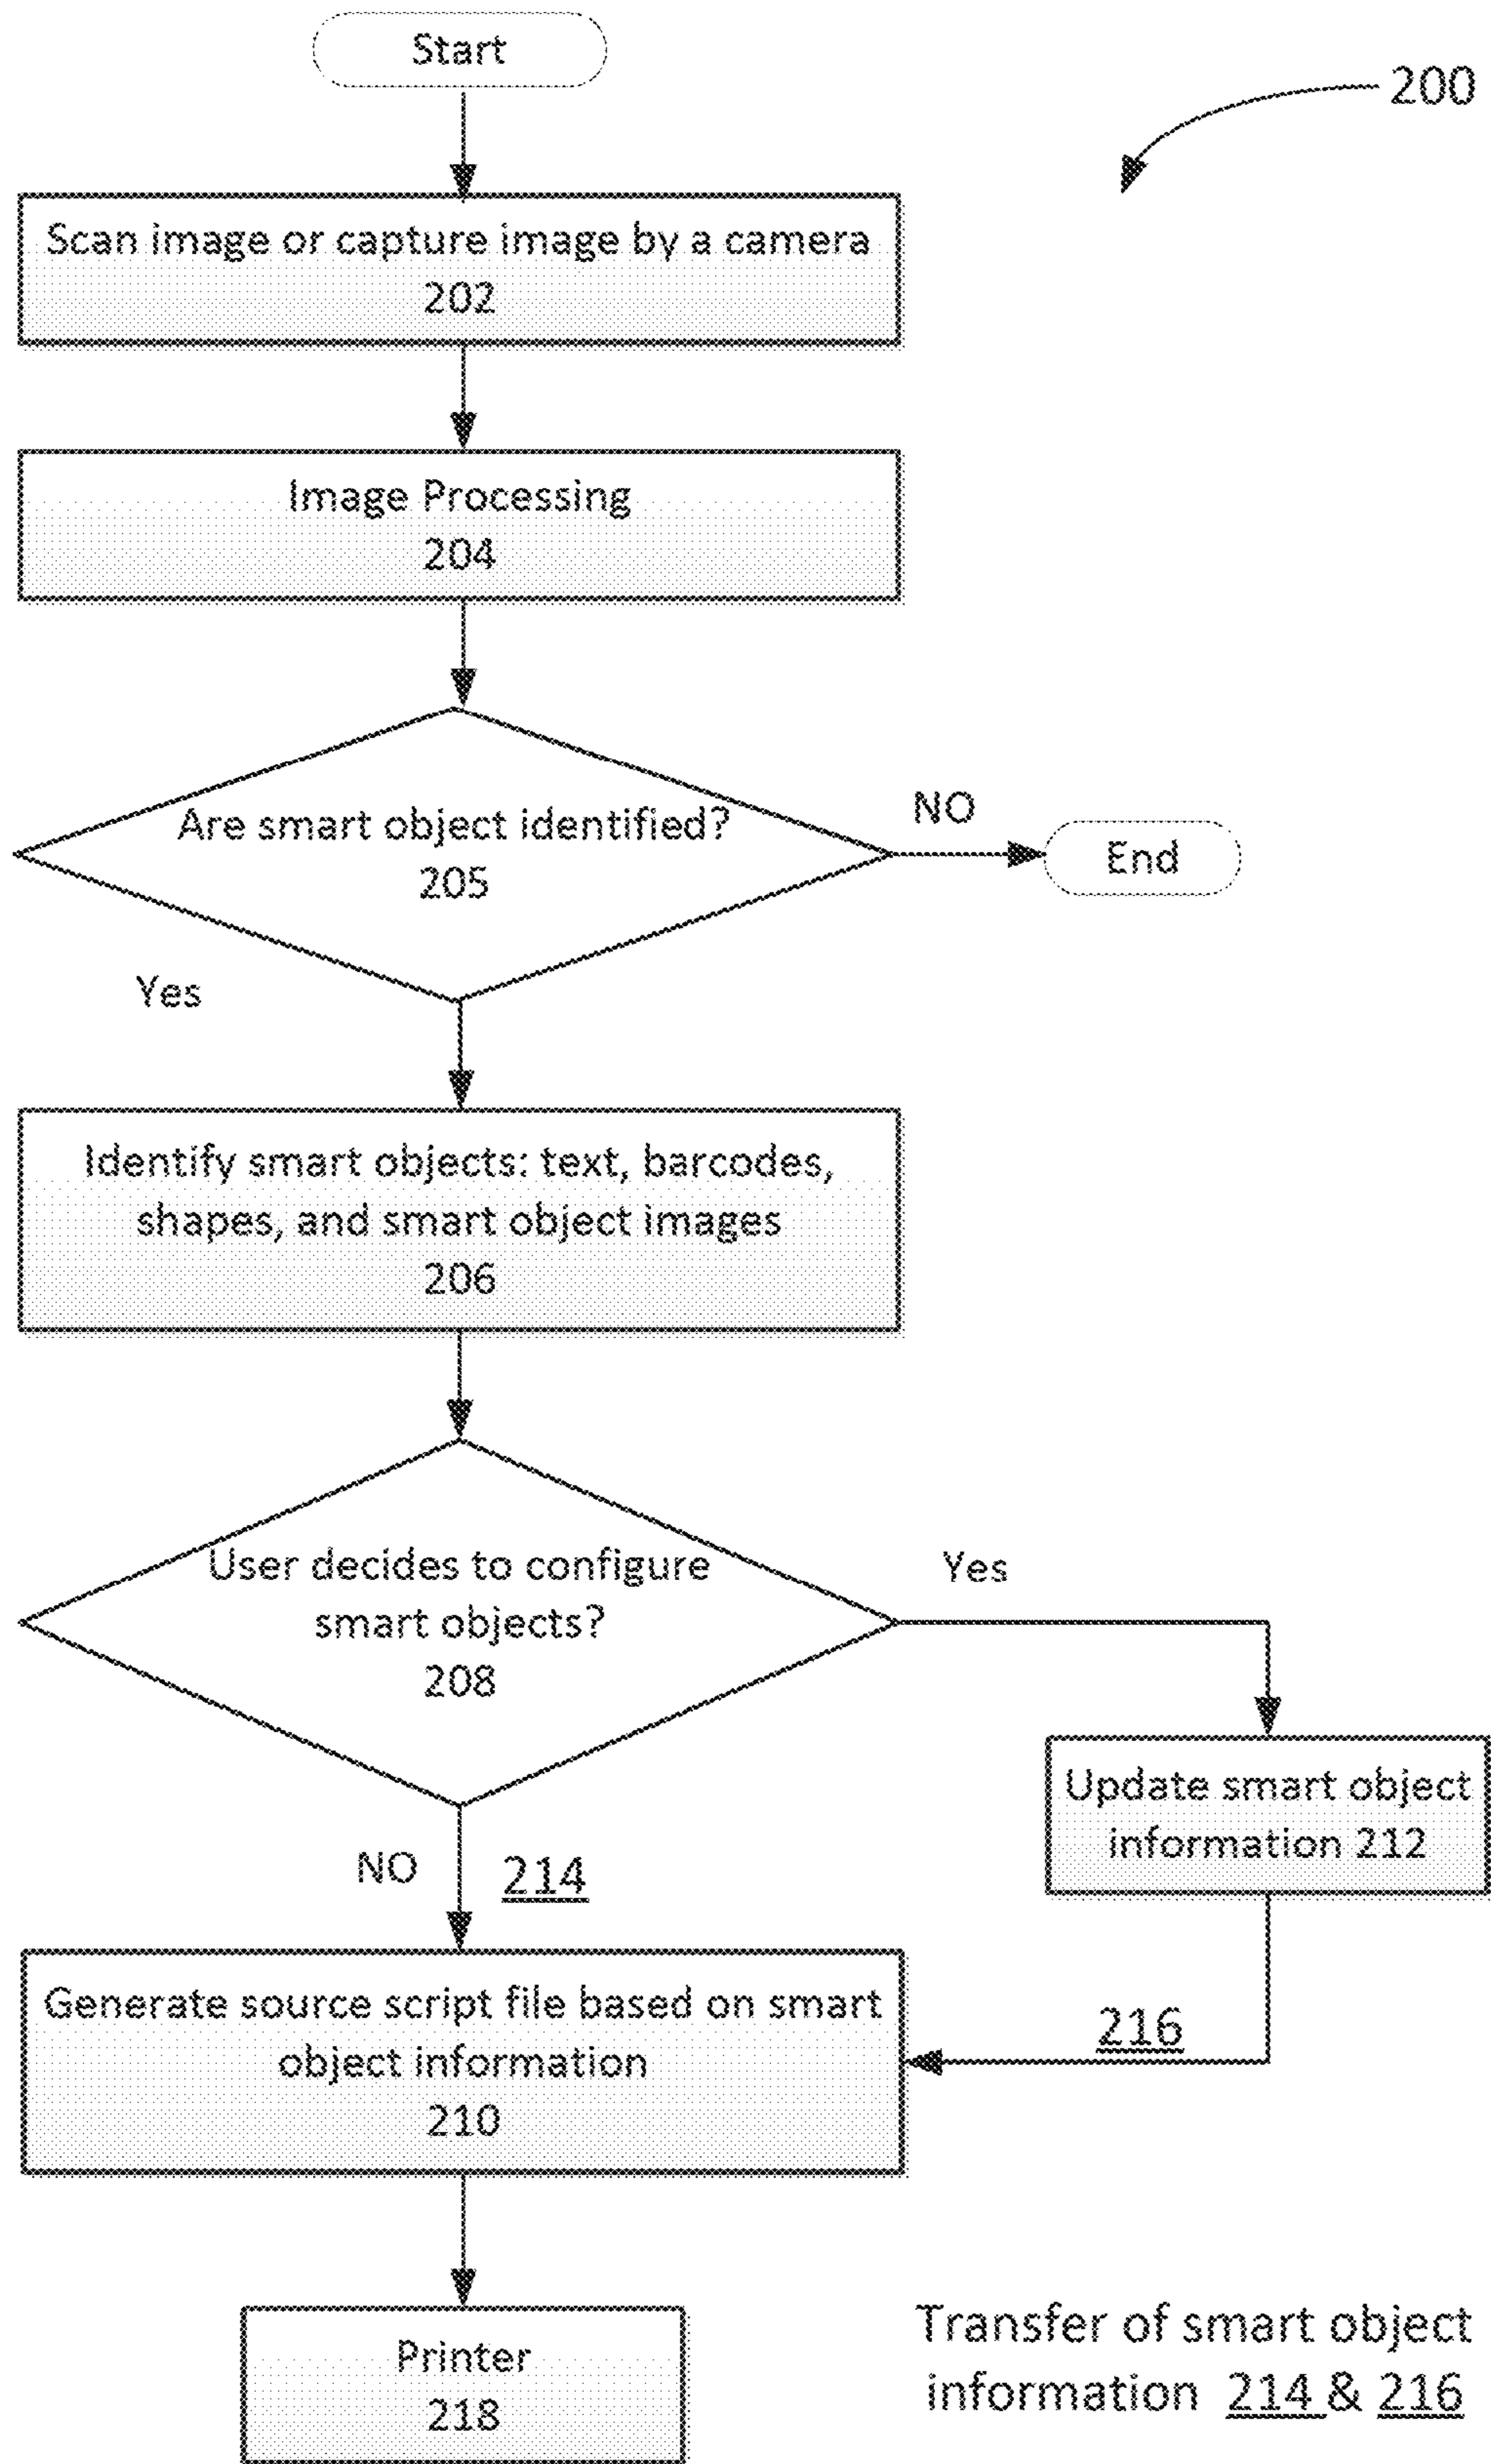 Start
200
Scan image or capture image by a camera
202
Image Processing
204
Are smart object identified?
205
NO
End
Yes
Identify smart objects: text, barcodes,
shapes, and smart object images
206
User decides to configure
smart objects?
208
Yes
Update smart object
information 212
NO
214
Generate source script file based on smart
object information
210
216
Printer
218
Transfer of smart object
information 214 & 216